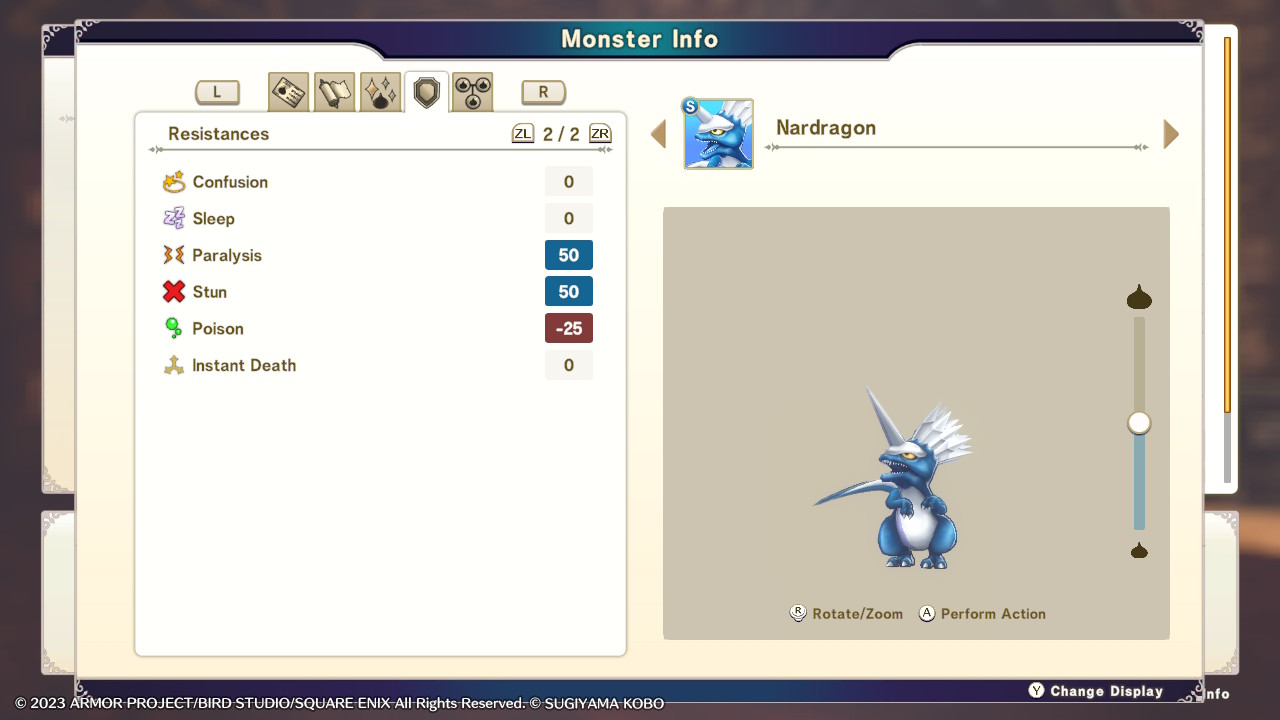 Monster Info
L
R
Resistances
ZL 2 / 2 ZR
Confusion 0
Sleep 0
Paralysis 50
Stun 50
Poison -25
Instant Death 0
S
Nardragon
R Rotate/Zoom A Perform Action
Y Change Display
nfo
© 2023 ARMOR PROJECT/BIRD STUDIO/SQUARE ENIX All Rights Reserved. © SUGIYAMA KOBO